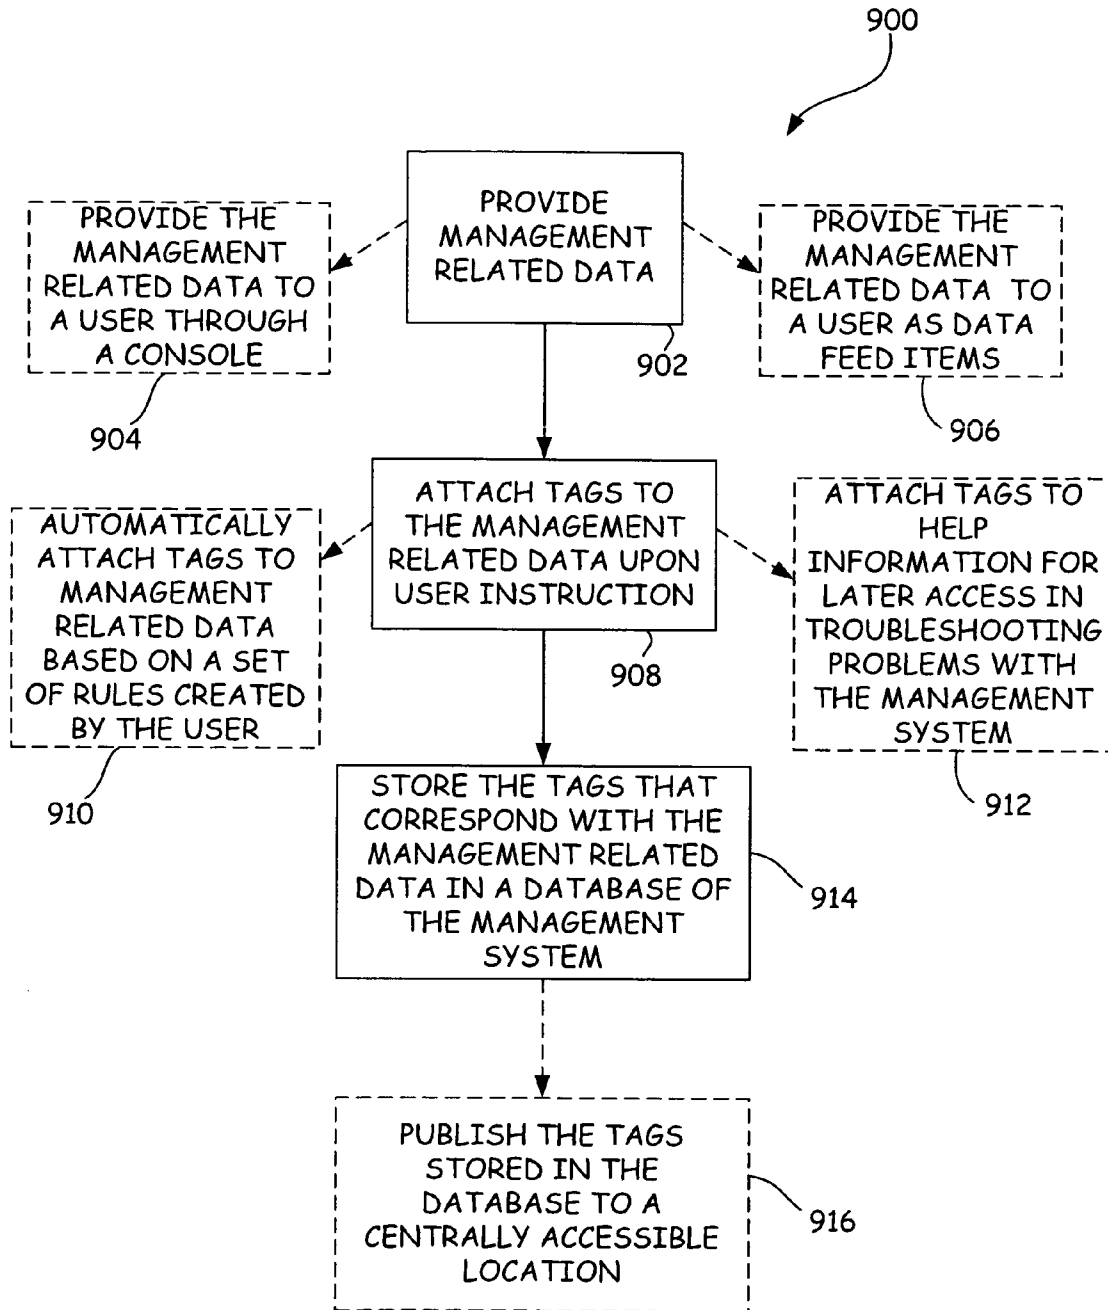 900
PROVIDE
MANAGEMENT
RELATED DATA
902
PROVIDE THE
MANAGEMENT
RELATED DATA TO
A USER THROUGH
A CONSOLE
904
PROVIDE THE
MANAGEMENT
RELATED DATA TO
A USER AS DATA
FEED ITEMS
906
ATTACH TAGS TO
THE MANAGEMENT
RELATED DATA UPON
USER INSTRUCTION
908
AUTOMATICALLY
ATTACH TAGS TO
MANAGEMENT
RELATED DATA
BASED ON A SET
OF RULES CREATED
BY THE USER
910
ATTACH TAGS TO
HELP
INFORMATION FOR
LATER ACCESS IN
TROUBLESHOOTING
PROBLEMS WITH
THE MANAGEMENT
SYSTEM
912
STORE THE TAGS THAT
CORRESPOND WITH THE
MANAGEMENT RELATED
DATA IN A DATABASE OF
THE MANAGEMENT
SYSTEM
914
PUBLISH THE TAGS
STORED IN THE
DATABASE TO A
CENTRALLY ACCESSIBLE
LOCATION
916